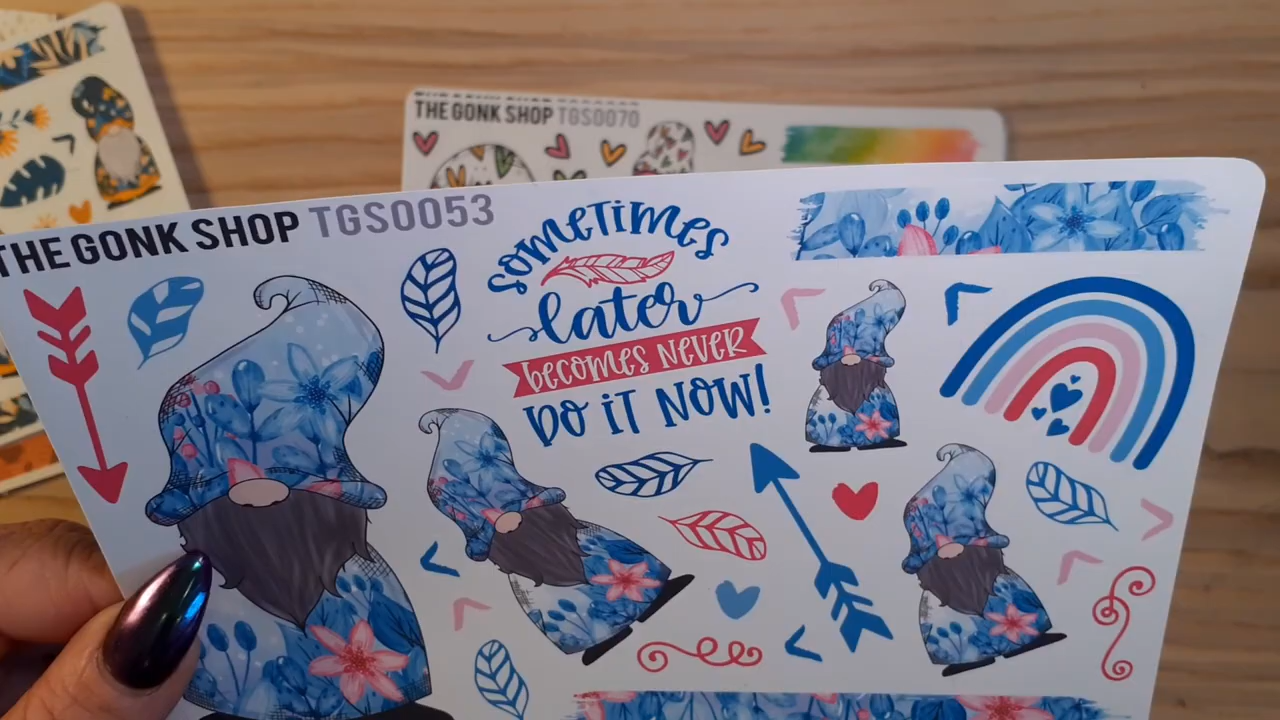 THE GONK SHOP TGS0070
THE GONK SHOP TGS0053
sometimes
later
becomes never
DO iT NOW!